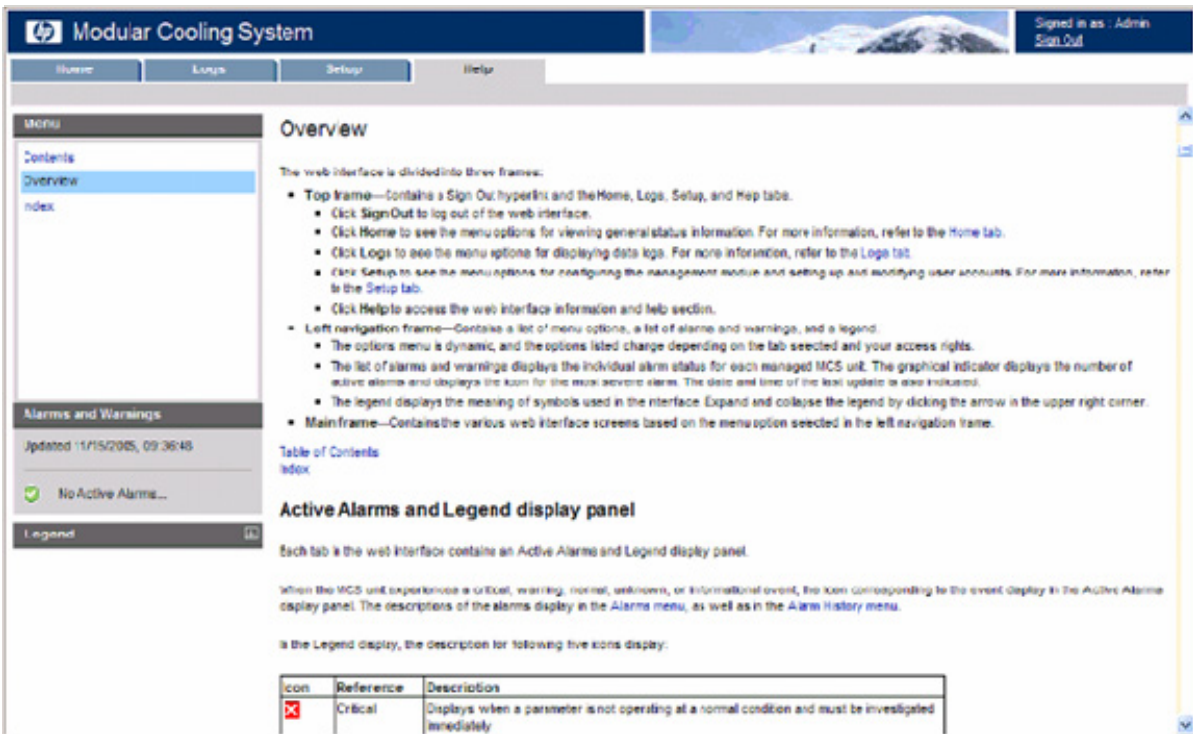 hp Modular Cooling System
Signed in as : Admin
Sign Out
Home Logs Setup Help
Menu
Contents
Overview
Index
Alarms and Warnings
Updated 11/15/2005, 09:36:48
No Active Alarms...
Legend
Overview
The web interface is divided into three frames:
Top frame—Contains a Sign Out hyperlink and the Home, Logs, Setup, and Help tabs.
Click Sign Out to log out of the web interface.
Click Home to see the menu options for viewing general status information. For more information, refer to the Home tab.
Click Logs to see the menu options for displaying data logs. For more information, refer to the Logs tab.
Click Setup to see the menu options for configuring the management module and setting up and modifying user accounts. For more information, refer
to the Setup tab.
Click Help to access the web interface information and help section.
Left navigation frame—Contains a list of menu options, a list of alarms and warnings, and a legend.
The options menu is dynamic, and the options listed change depending on the tab selected and your access rights.
The list of alarms and warnings displays the individual alarm status for each managed MCS unit. The graphical indicator displays the number of
active alarms and displays the icon for the most severe alarm. The date and time of the last update is also indicated.
The legend displays the meaning of symbols used in the interface. Expand and collapse the legend by clicking the arrow in the upper right corner.
Main frame—Contains the various web interface screens based on the menu option selected in the left navigation frame.
Table of Contents
Index
Active Alarms and Legend display panel
Each tab in the web interface contains an Active Alarms and Legend display panel.
When the MCS unit experiences a critical, warning, normal, unknown, or informational event, the icon corresponding to the event display in the Active Alarms
display panel. The descriptions of the alarms display in the Alarms menu, as well as in the Alarm History menu.
In the Legend display, the description for following five icons display:
Icon Reference Description
Critical Displays when a parameter is not operating at a normal condition and must be investigated
immediately